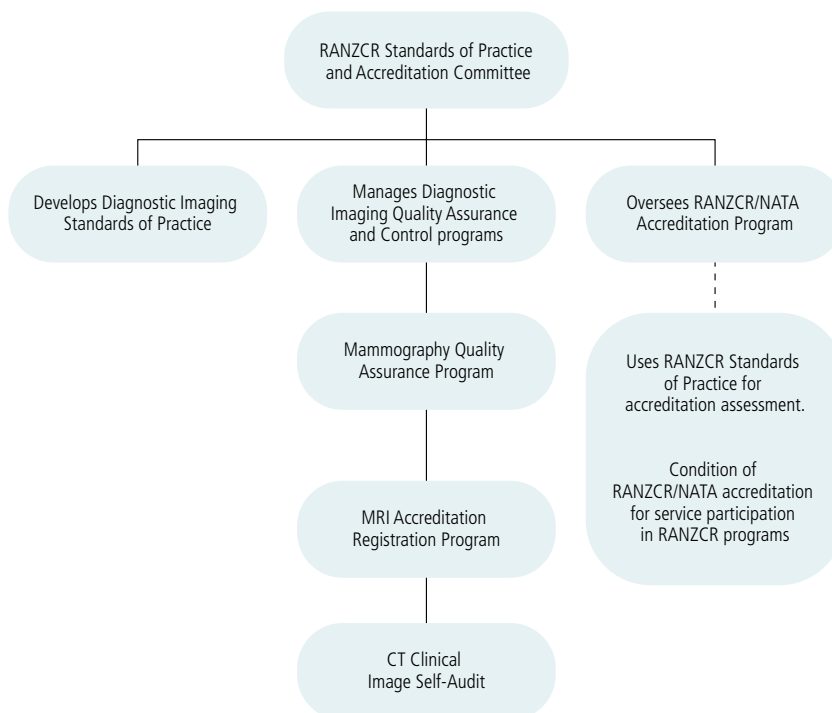 RANZCR Standards of Practice
and Accreditation Committee
Develops Diagnostic Imaging
Standards of Practice
Manages Diagnostic
Imaging Quality Assurance
and Control programs
Oversees RANZCR/NATA
Accreditation Program
Mammography Quality
Assurance Program
Uses RANZCR Standards
of Practice for
accreditation assessment.
Condition of
RANZCR/NATA accreditation
for service participation
in RANZCR programs
MRI Accreditation
Registration Program
CT Clinical
Image Self-Audit